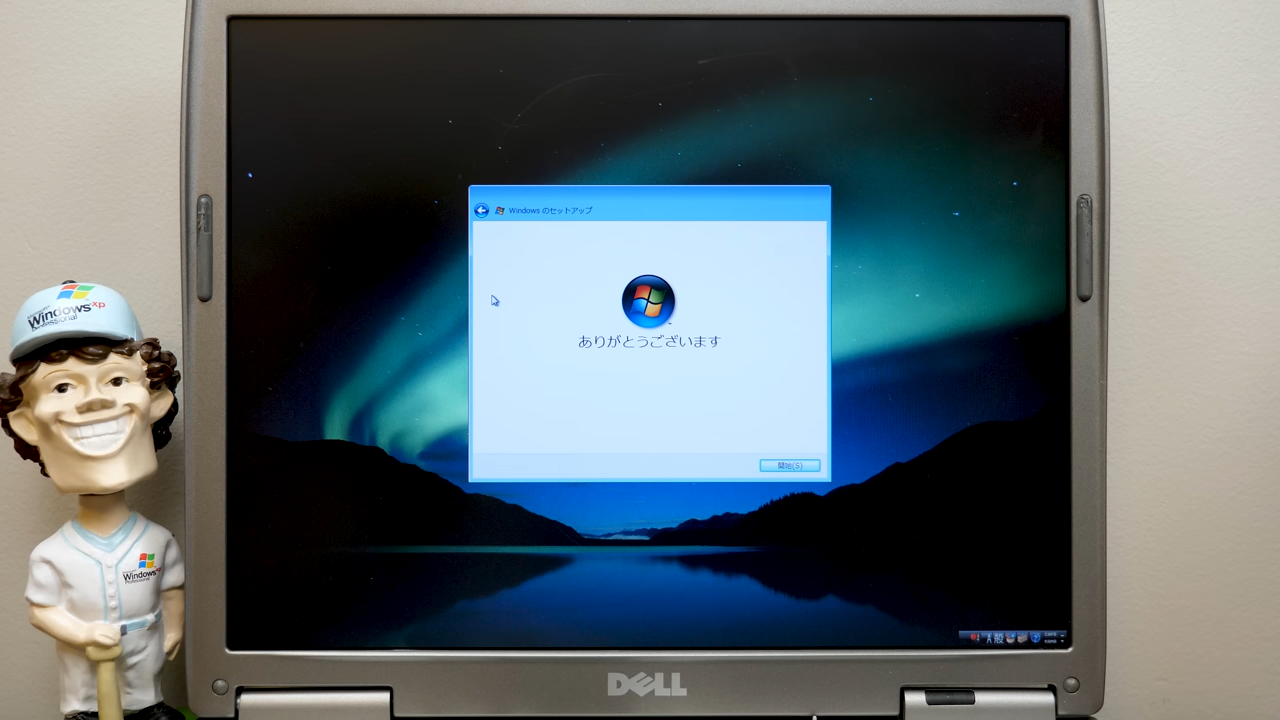 Windows xp
Professional
Windows xp
Professional
Windows のセットアップ
ありがとうございます
開始(S)
A 般
DELL